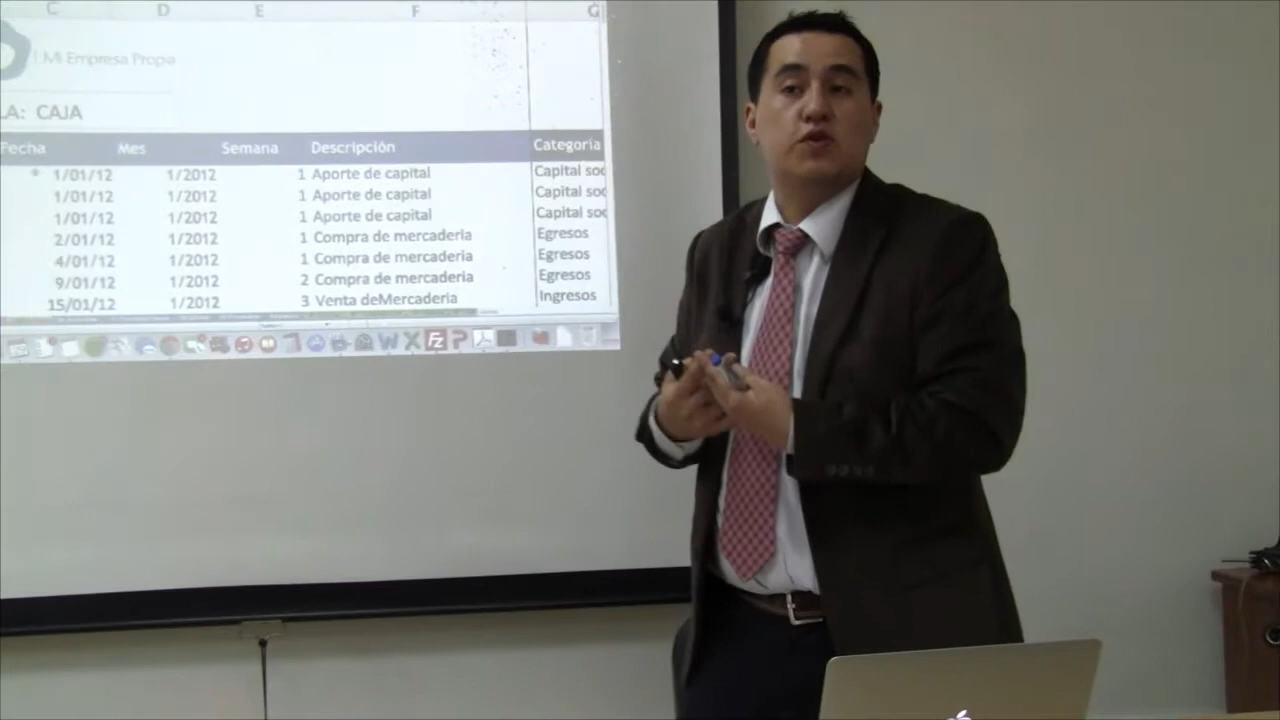 C D E F G
Mi Empresa Propia
LA: CAJA
Fecha Mes Semana Descripción Categoría
1/01/12 1/2012 1 Aporte de capital Capital soc
1/01/12 1/2012 1 Aporte de capital Capital soc
1/01/12 1/2012 1 Aporte de capital Capital soc
2/01/12 1/2012 1 Compra de mercaderia Egresos
4/01/12 1/2012 1 Compra de mercaderia Egresos
9/01/12 1/2012 2 Compra de mercaderia Egresos
15/01/12 1/2012 3 Venta deMercaderia Ingresos
W X FZ P